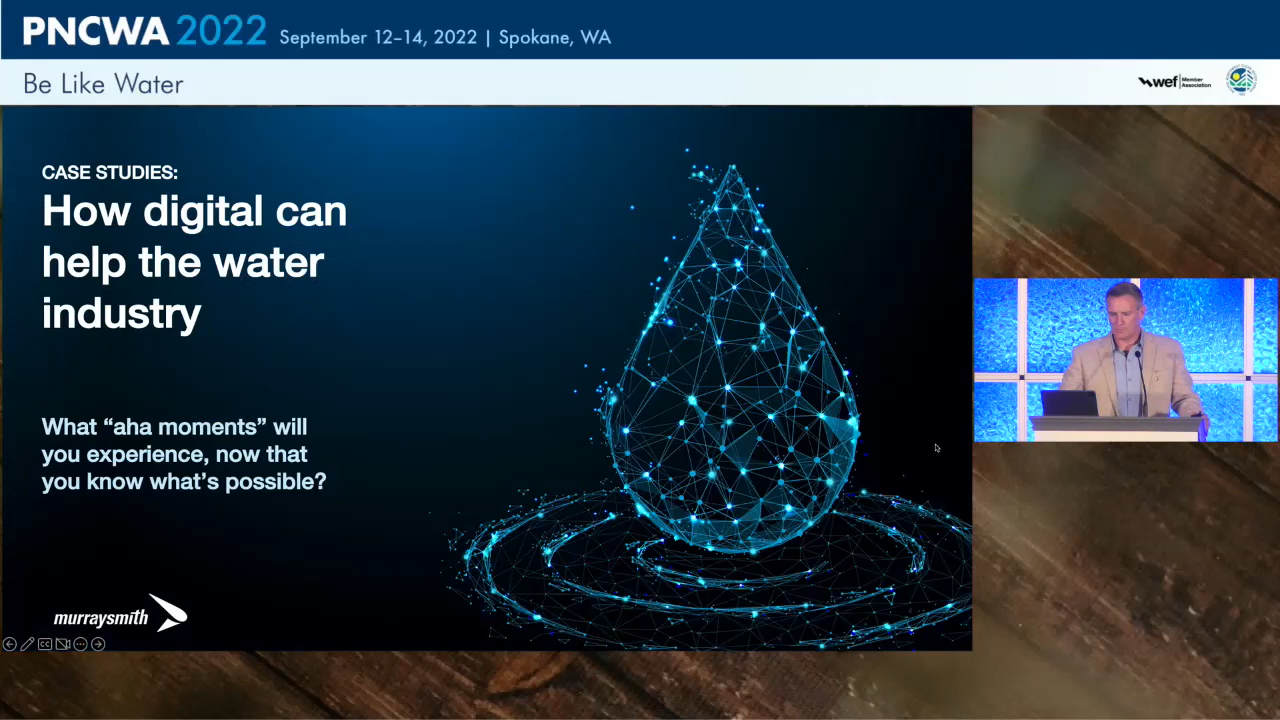 PNCWA 2022 September 12–14, 2022 | Spokane, WA
Be Like Water
wef Member
Association
CASE STUDIES:
How digital can
help the water
industry
What “aha moments” will
you experience, now that
you know what’s possible?
murraysmith
CC